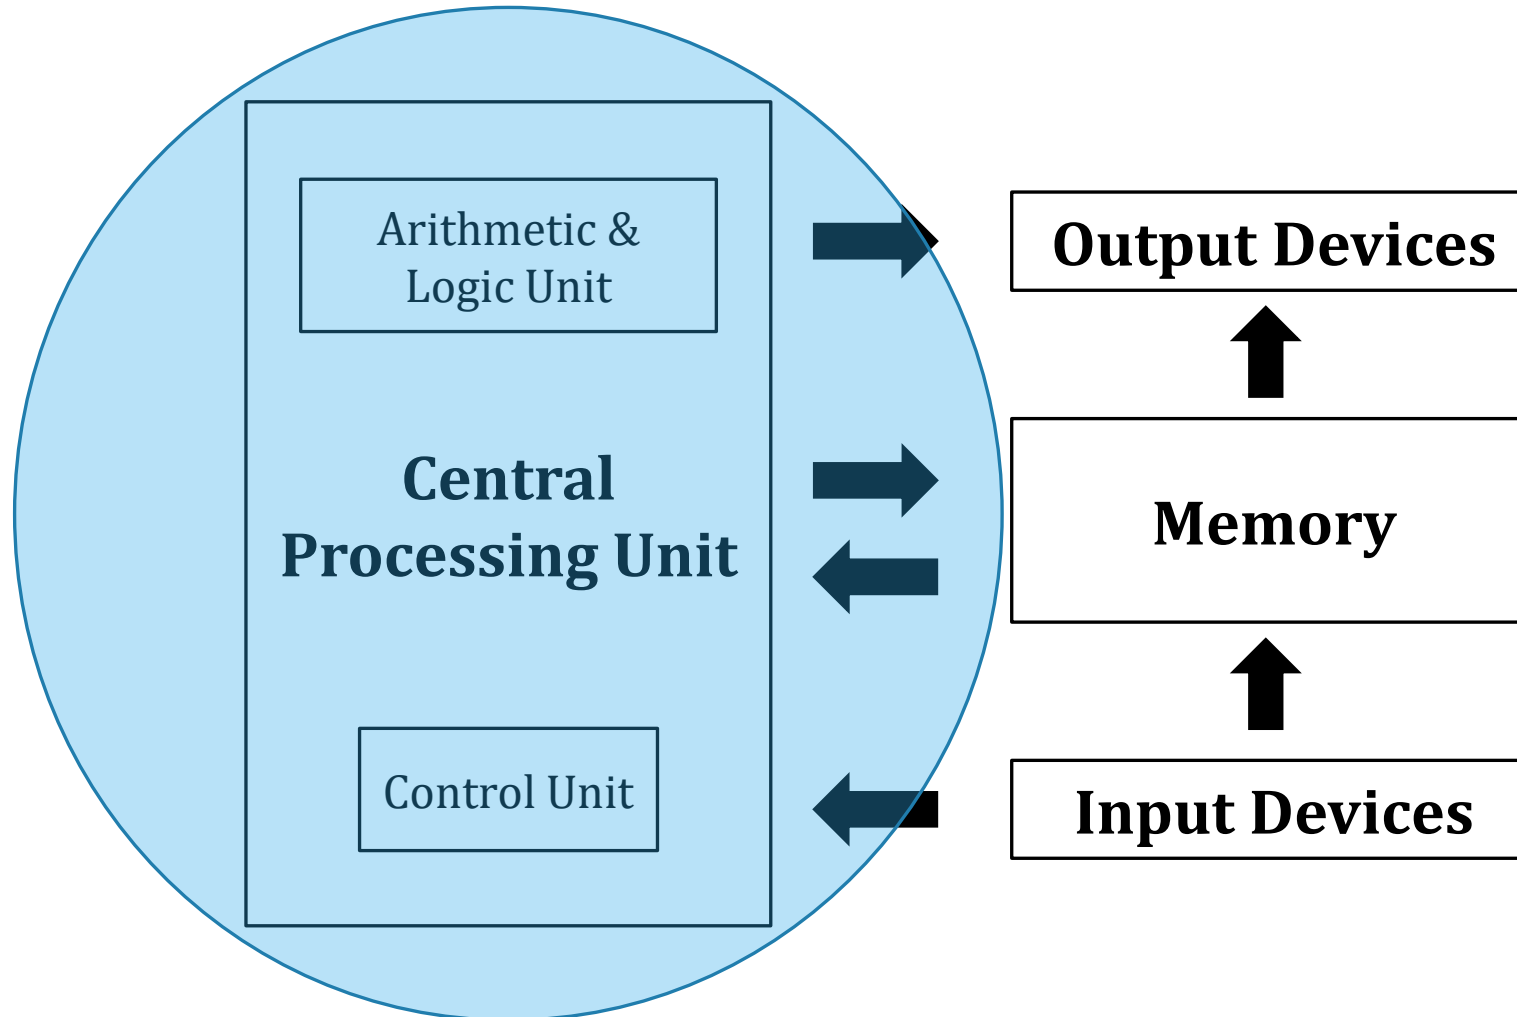 Arithmetic &
Logic Unit
Central
Processing Unit
Control Unit
Output Devices
Memory
Input Devices